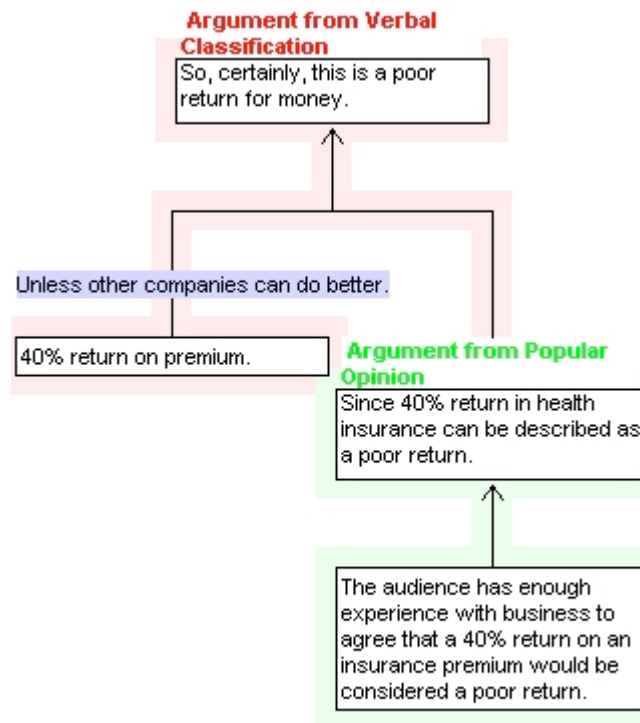 Argument from Verbal
Classification
So, certainly, this is a poor
return for money.
Unless other companies can do better.
40% return on premium.
Argument from Popular
Opinion
Since 40% return in health
insurance can be described as
a poor return.
The audience has enough
experience with business to
agree that a 40% return on an
insurance premium would be
considered a poor return.